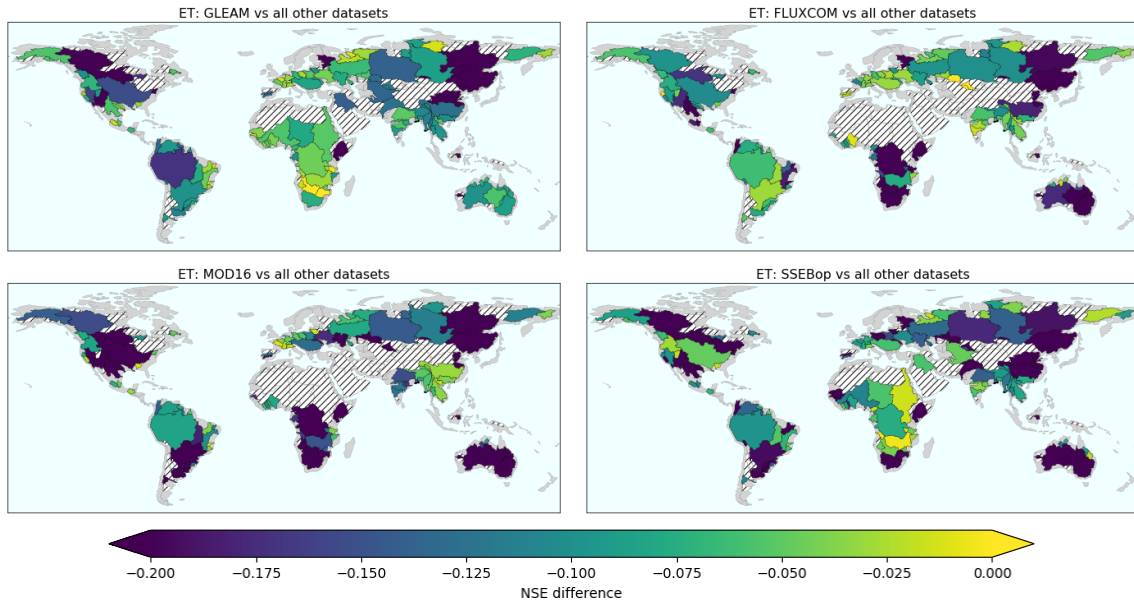 ET: GLEAM vs all other datasets
ET: FLUXCOM vs all other datasets
ET: MOD16 vs all other datasets
ET: SSEBop vs all other datasets
−0.200 −0.175 −0.150 −0.125 −0.100 −0.075 −0.050 −0.025 0.000
NSE difference